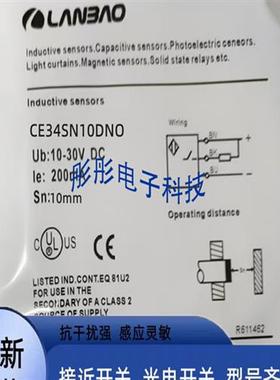 LANBAO
Inductive sensors.Capacitive sensors. Photoelectric cencors.
Light curtains. Magnetic sensors. Solid state relays etc.
Inductive sensors
CE34SN10DNO
Wiring
BN
BK
BU
Ub:10-30V DC
Ie: 200
Sn:10mm
彤彤电子科技
Operating distance
Sn
LISTED IND.CONT.EQ 81U2
FOR USE IN THE
SECONDARY OF A CLASS 2
SOURCE OF SUPPLY
R611462
抗干扰强 感应灵敏
接近开关 光电开关 型号齐